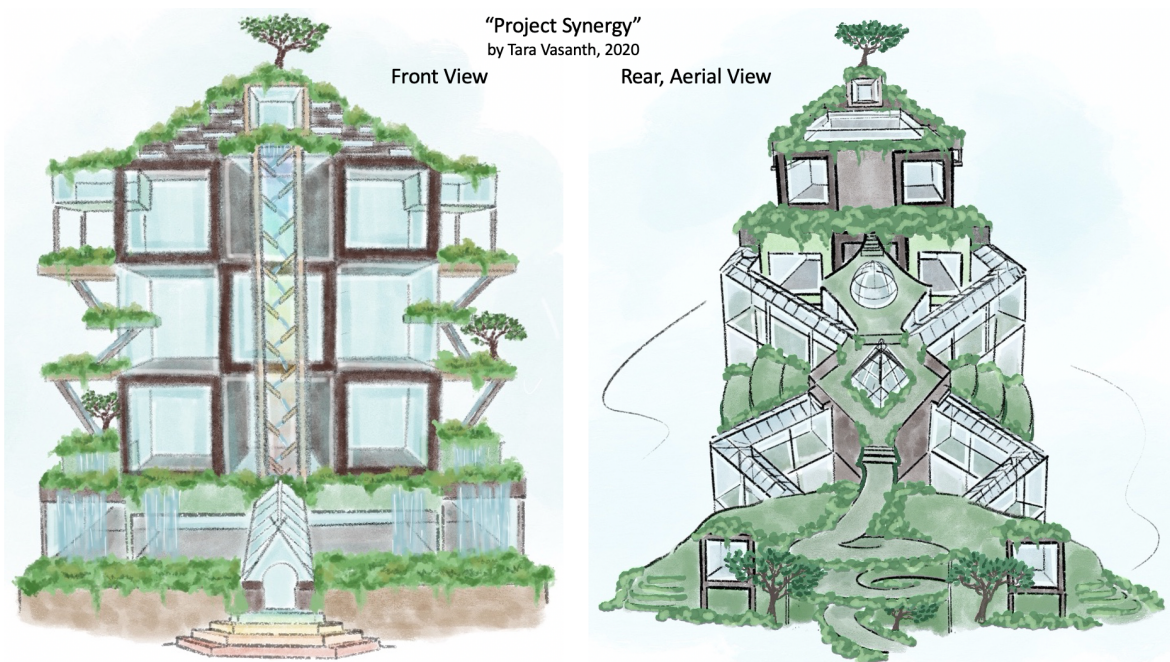 “Project Synergy”
by Tara Vasanth, 2020
Front View
Rear, Aerial View